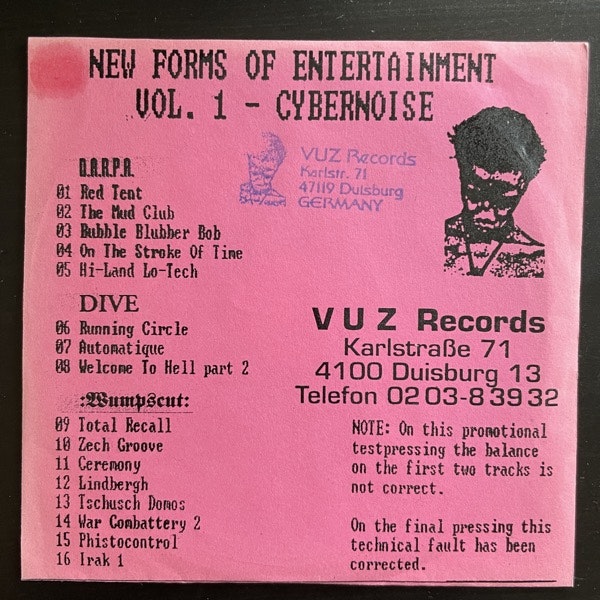 NEW FORMS OF ENTERTAINMENT
VOL. 1 - CYBERNOISE
D.A.R.P.A.
01 Red Tent
02 The Mud Club
03 Bubble Blubber Bob
04 On The Stroke Of Time
05 Hi-Land Lo-Tech
VUZ Records
Karlstr. 71
47119 Duisburg
GERMANY
DIVE
06 Running Circle
07 Automatique
08 Welcome To Hell part 2
VUZ Records
Karlstraße 71
4100 Duisburg 13
Telefon 02 03-8 39 32
:Wumpscut:
09 Total Recall
10 Zech Groove
11 Ceremony
12 Lindbergh
13 Tschusch Domos
14 War Combattery 2
15 Phistocontrol
16 Irak 1
NOTE: On this promotional
testpressing the balance
on the first two tracks is
not correct.
On the final pressing this
technical fault has been
corrected.